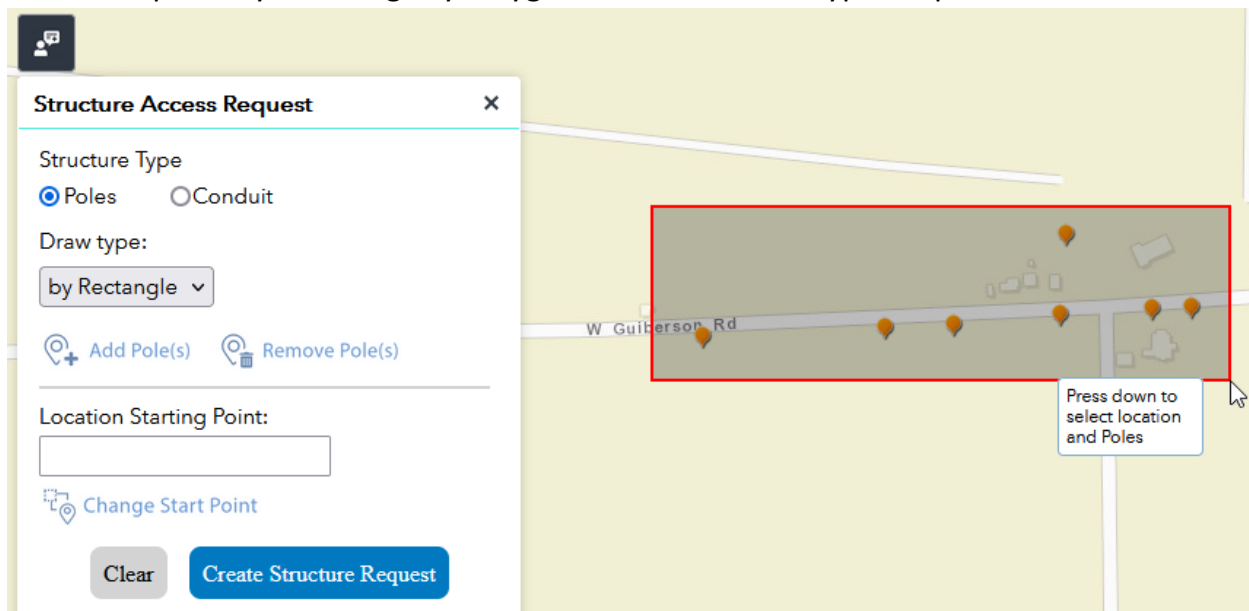 Structure Access Request
Structure Type
Poles
Conduit
Draw type:
by Rectangle
Add Pole(s)
Remove Pole(s)
Location Starting Point:
Change Start Point
Clear
Create Structure Request
W Guiberson Rd
Press down to
select location
and Poles